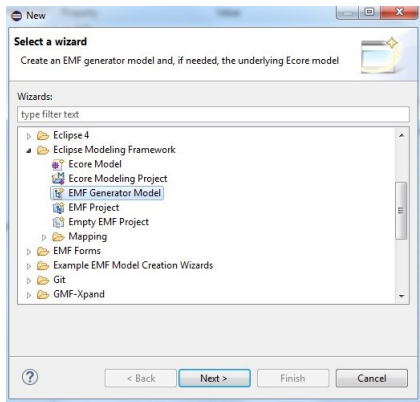 New
Select a wizard
Create an EMF generator model and, if needed, the underlying Ecore model
Wizards:
type filter text
Eclipse 4
Eclipse Modeling Framework
Ecore Model
Ecore Modeling Project
EMF Generator Model
EMF Project
Empty EMF Project
Mapping
EMF Forms
Example EMF Model Creation Wizards
Git
GMF-Xpand
? < Back Next > Finish Cancel